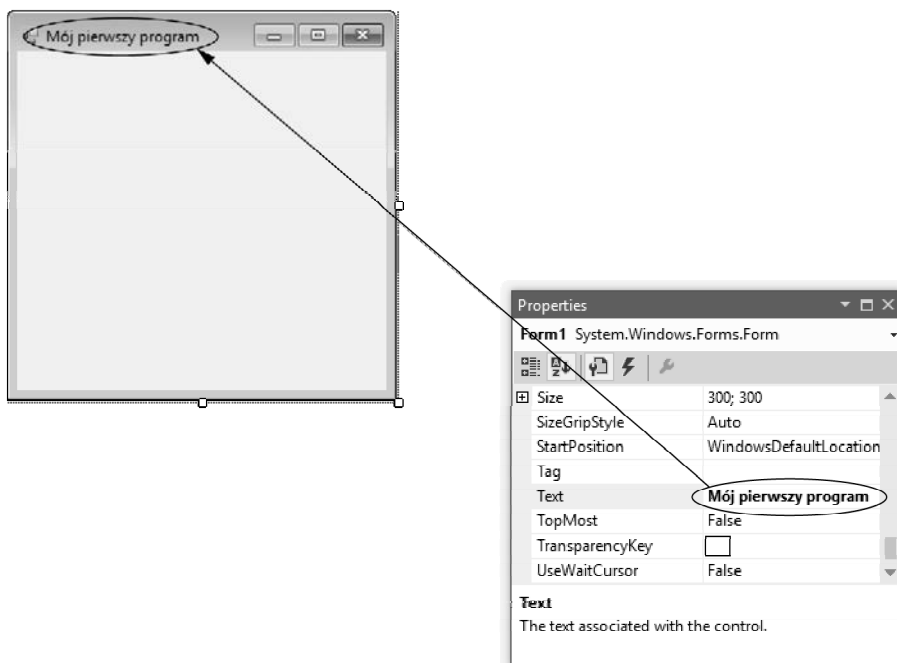 Mój pierwszy program
Properties
Form1 System.Windows.Forms.Form
Size 300; 300
SizeGripStyle Auto
StartPosition WindowsDefaultLocation
Tag
Text Mój pierwszy program
TopMost False
TransparencyKey
UseWaitCursor False
Text
The text associated with the control.